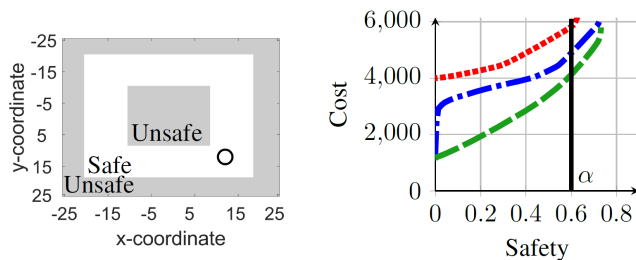 -25
-15
-5
5
15
25
y-coordinate
Unsafe
Safe
Unsafe
-25 -15 -5 5 15 25
x-coordinate
6,000
4,000
2,000
0
Cost
α
0 0.2 0.4 0.6 0.8
Safety